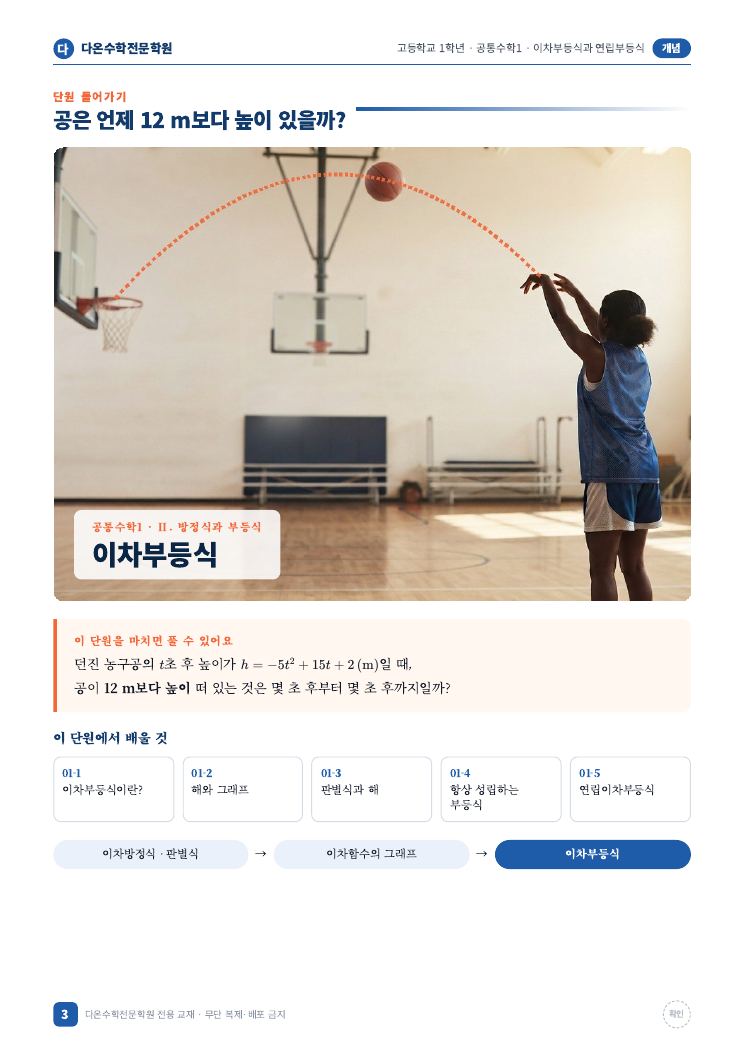 다 다온수학전문학원
고등학교 1학년 · 공통수학1 · 이차부등식과 연립부등식 개념
단원 틀어가기
공은 언제 12 m보다 높이 있을까?
공통수학1 · II. 방정식과 부등식
이차부등식
이 단원을 마치면 풀 수 있어요
던진 농구공의 t초 후 높이가 h = −5t² + 15t + 2 (m)일 때,
공이 12 m보다 높이 떠 있는 것은 몇 초 후부터 몇 초 후까지일까?
이 단원에서 배울 것
01-1
이차부등식이란?
01-2
해와 그래프
01-3
판별식과 해
01-4
항상 성립하는
부등식
01-5
연립이차부등식
이차방정식 · 판별식 → 이차함수의 그래프 → 이차부등식
3 다온수학전문학원 전용 교재 · 무단 복제·배포 금지 확인